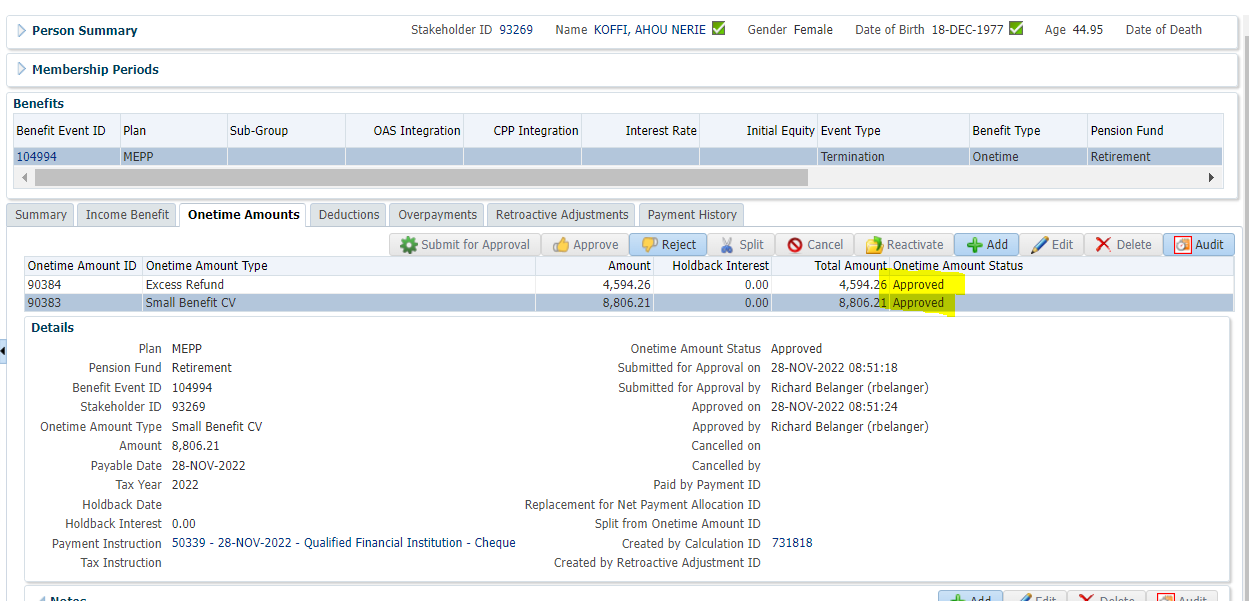 Person Summary Stakeholder ID 93269 Name KOFFI, AHOU NERIE Gender Female Date of Birth 18-DEC-1977 Age 44.95 Date of Death
Membership Periods
Benefits
Benefit Event ID Plan Sub-Group OAS Integration CPP Integration Interest Rate Initial Equity Event Type Benefit Type Pension Fund
104994 MEPP Termination Onetime Retirement
Summary Income Benefit Onetime Amounts Deductions Overpayments Retroactive Adjustments Payment History
Submit for Approval Approve Reject Split Cancel Reactivate Add Edit Delete Audit
Onetime Amount ID Onetime Amount Type Amount Holdback Interest Total Amount Onetime Amount Status
90384 Excess Refund 4,594.26 0.00 4,594.26 Approved
90383 Small Benefit CV 8,806.21 0.00 8,806.21 Approved
Details
Plan MEPP Onetime Amount Status Approved
Pension Fund Retirement Submitted for Approval on 28-NOV-2022 08:51:18
Benefit Event ID 104994 Submitted for Approval by Richard Belanger (rbelanger)
Stakeholder ID 93269 Approved on 28-NOV-2022 08:51:24
Onetime Amount Type Small Benefit CV Approved by Richard Belanger (rbelanger)
Amount 8,806.21 Cancelled on
Payable Date 28-NOV-2022 Cancelled by
Tax Year 2022 Paid by Payment ID
Holdback Date Replacement for Net Payment Allocation ID
Holdback Interest 0.00 Split from Onetime Amount ID
Payment Instruction 50339 - 28-NOV-2022 - Qualified Financial Institution - Cheque Created by Calculation ID 731818
Tax Instruction Created by Retroactive Adjustment ID
Notes Add Edit Delete Audit